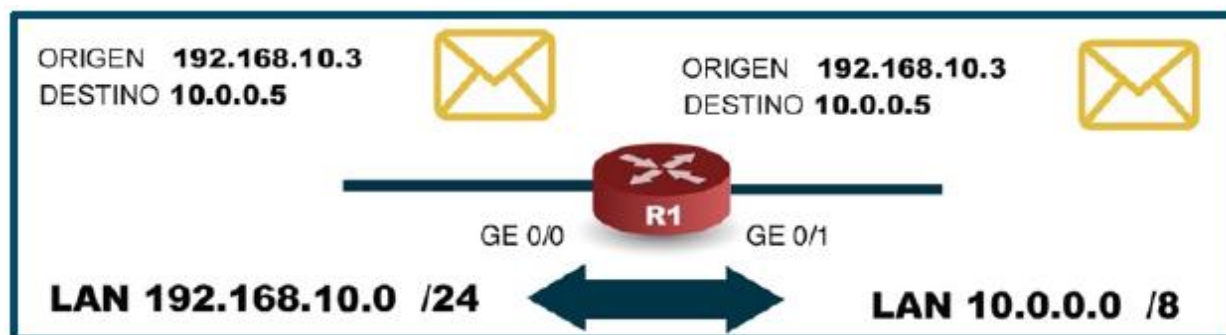 ORIGEN 192.168.10.3
DESTINO 10.0.0.5
ORIGEN 192.168.10.3
DESTINO 10.0.0.5
R1
GE 0/0
GE 0/1
LAN 192.168.10.0 /24
LAN 10.0.0.0 /8